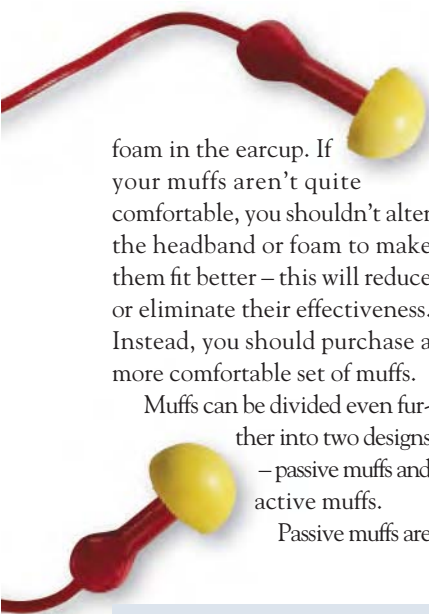 foam in the earcup. If
your muffs aren't quite
comfortable, you shouldn't alter
the headband or foam to make
them fit better – this will reduce
or eliminate their effectiveness.
Instead, you should purchase a
more comfortable set of muffs.
Muffs can be divided even fur-
ther into two designs
– passive muffs and
active muffs.
Passive muffs are